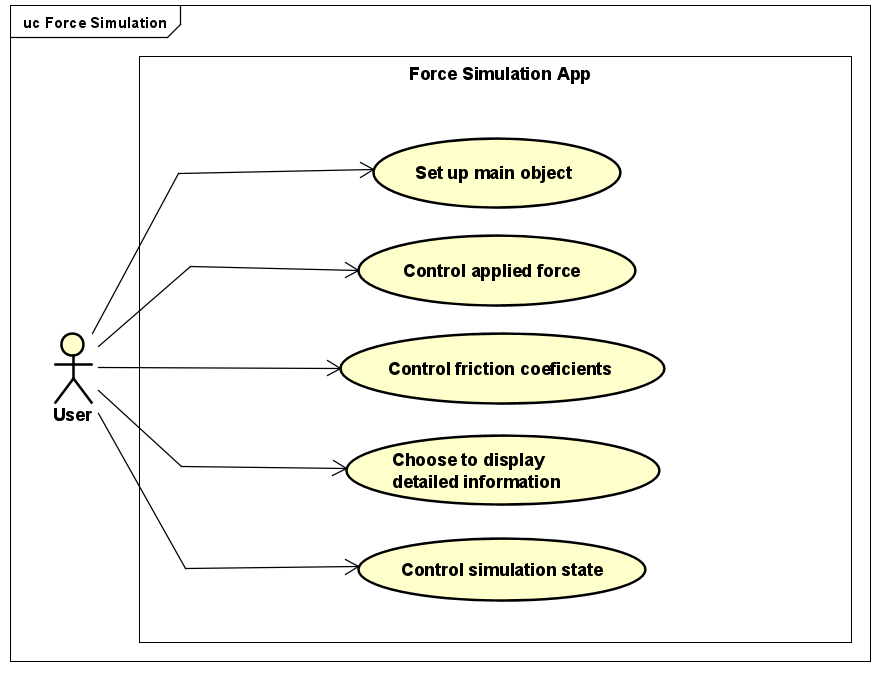 uc Force Simulation
Force Simulation App
Set up main object
Control applied force
Control friction coeficients
Choose to display
detailed information
Control simulation state
User